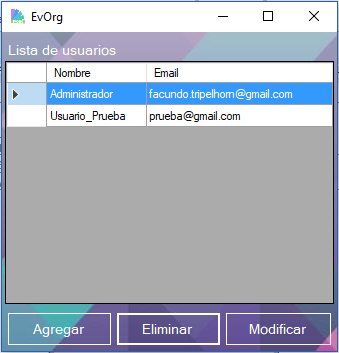 EvOrg
Lista de usuarios
Nombre Email
Administrador facundo.tripelhorn@gmail.com
Usuario_Prueba prueba@gmail.com
Agregar Eliminar Modificar